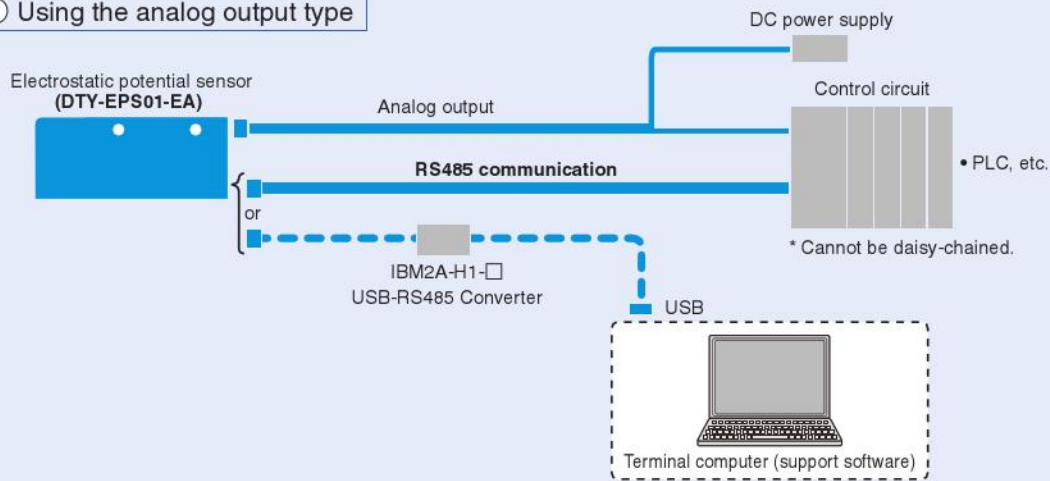 Using the analog output type
DC power supply
Electrostatic potential sensor
(DTY-EPS01-EA)
Analog output
Control circuit
RS485 communication
• PLC, etc.
or
* Cannot be daisy-chained.
IBM2A-H1-□
USB-RS485 Converter
USB
Terminal computer (support software)